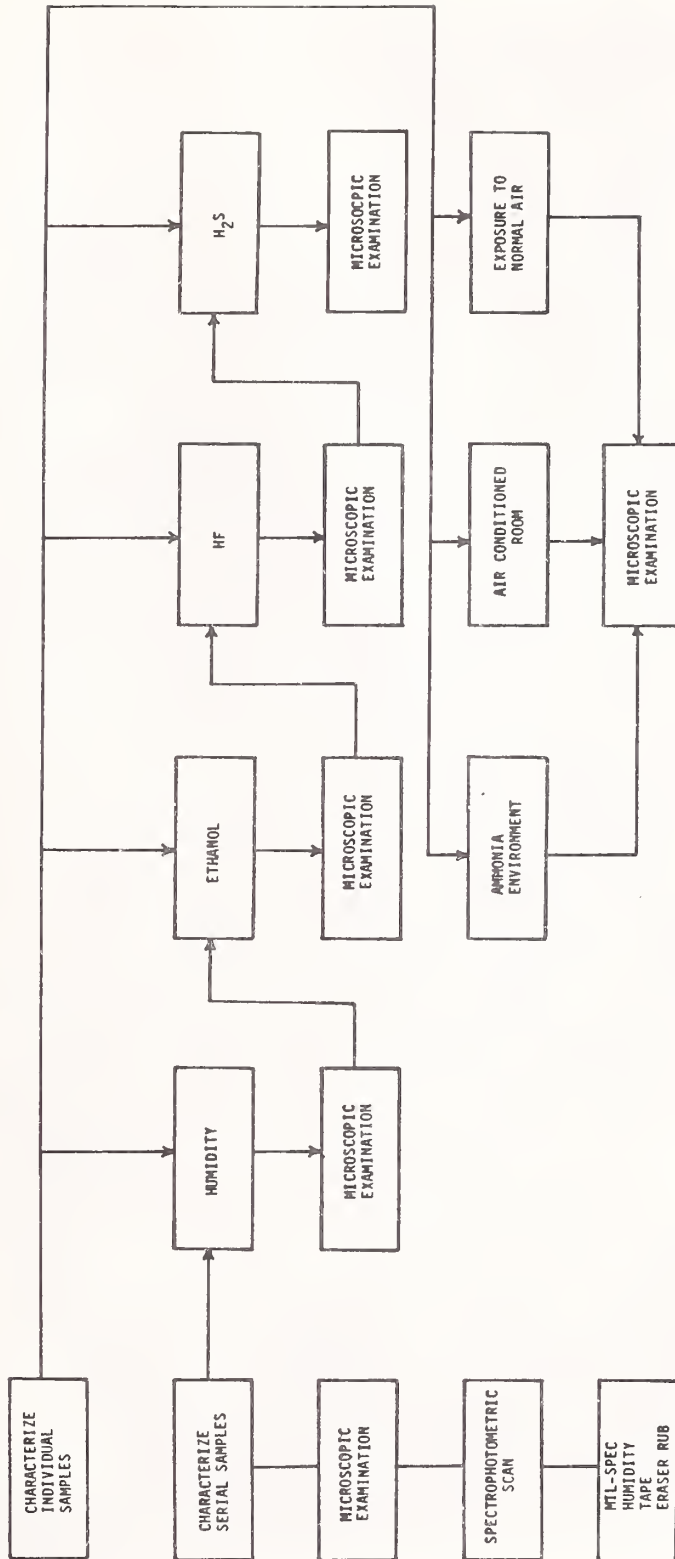 CHARACTERIZE
INDIVIDUAL
SAMPLES
CHARACTERIZE
SERIAL SAMPLES
HUMIDITY
ETHANOL
HF
H₂S
MICROSCOPIC
EXAMINATION
MICROSCOPIC
EXAMINATION
MICROSCOPIC
EXAMINATION
MICROSCOPIC
EXAMINATION
MICROSOCPIC
EXAMINATION
SPECTROPHOTOMETRIC
SCAN
AMMONIA
ENVIRONMENT
AIR CONDITIONED
ROOM
EXPOSURE TO
NORMAL AIR
MIL-SPEC
HUMIDITY
TAPE
ERASER RUB
MICROSCOPIC
EXAMINATION